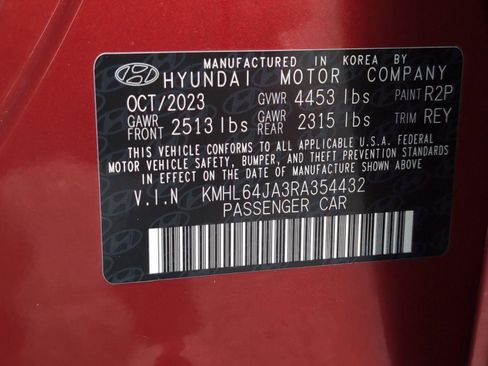 MANUFACTURED IN KOREA BY
HYUNDAI MOTOR COMPANY
OCT/2023 GVWR 4453 lbs PAINT R2P
GAWR FRONT 2513 lbs GAWR REAR 2315 lbs TRIM REY
THIS VEHICLE CONFORMS TO ALL APPLICABLE U.S.A. FEDERAL
MOTOR VEHICLE SAFETY, BUMPER, AND THEFT PREVENTION STANDARDS
IN EFFECT ON THE DATE OF MANUFACTURE SHOWN ABOVE
V.I.N KMHL64JA3RA354432
PASSENGER CAR